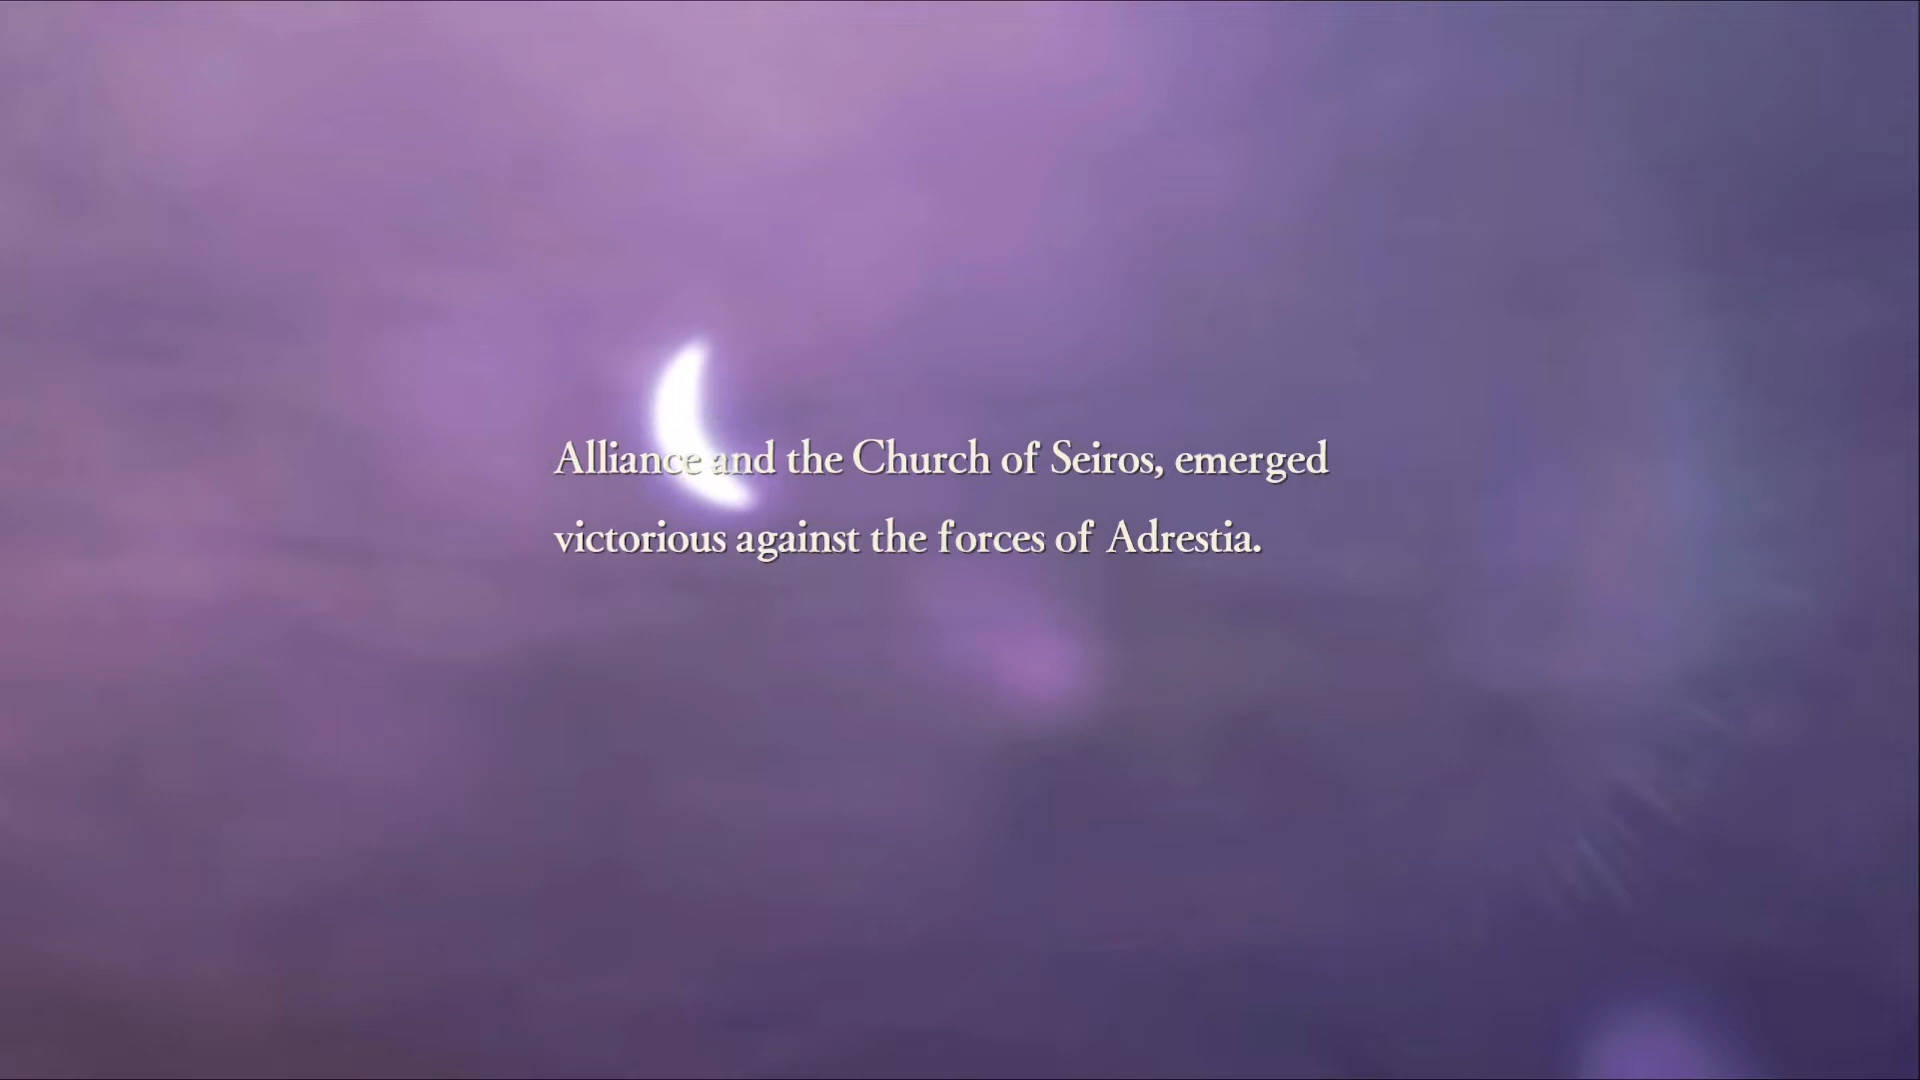 Alliance and the Church of Seiros, emerged
victorious against the forces of Adrestia.